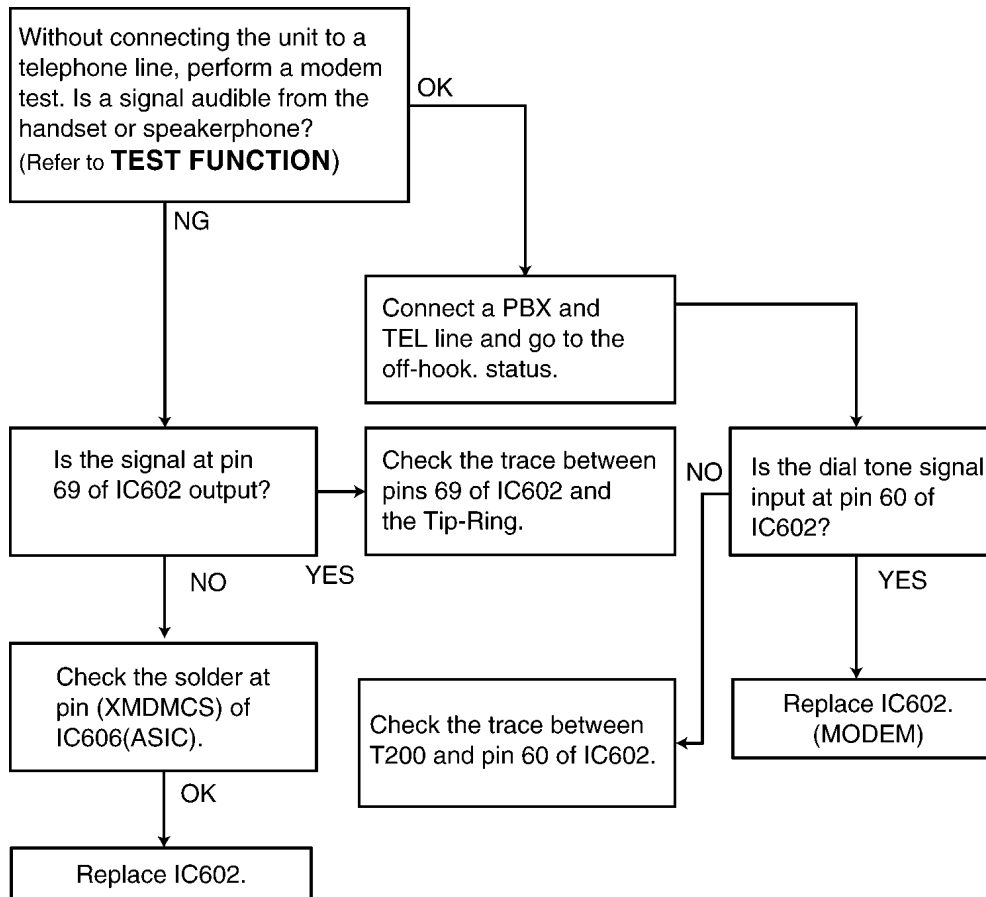 Without connecting the unit to a
telephone line, perform a modem
test. Is a signal audible from the
handset or speakerphone?
(Refer to TEST FUNCTION)
OK
NG
Connect a PBX and
TEL line and go to the
off-hook. status.
Is the signal at pin
69 of IC602 output?
YES
Check the trace between
pins 69 of IC602 and
the Tip-Ring.
NO
Is the dial tone signal
input at pin 60 of
IC602?
NO
YES
Check the solder at
pin (XMDMCS) of
IC606(ASIC).
Check the trace between
T200 and pin 60 of IC602.
Replace IC602.
(MODEM)
OK
Replace IC602.